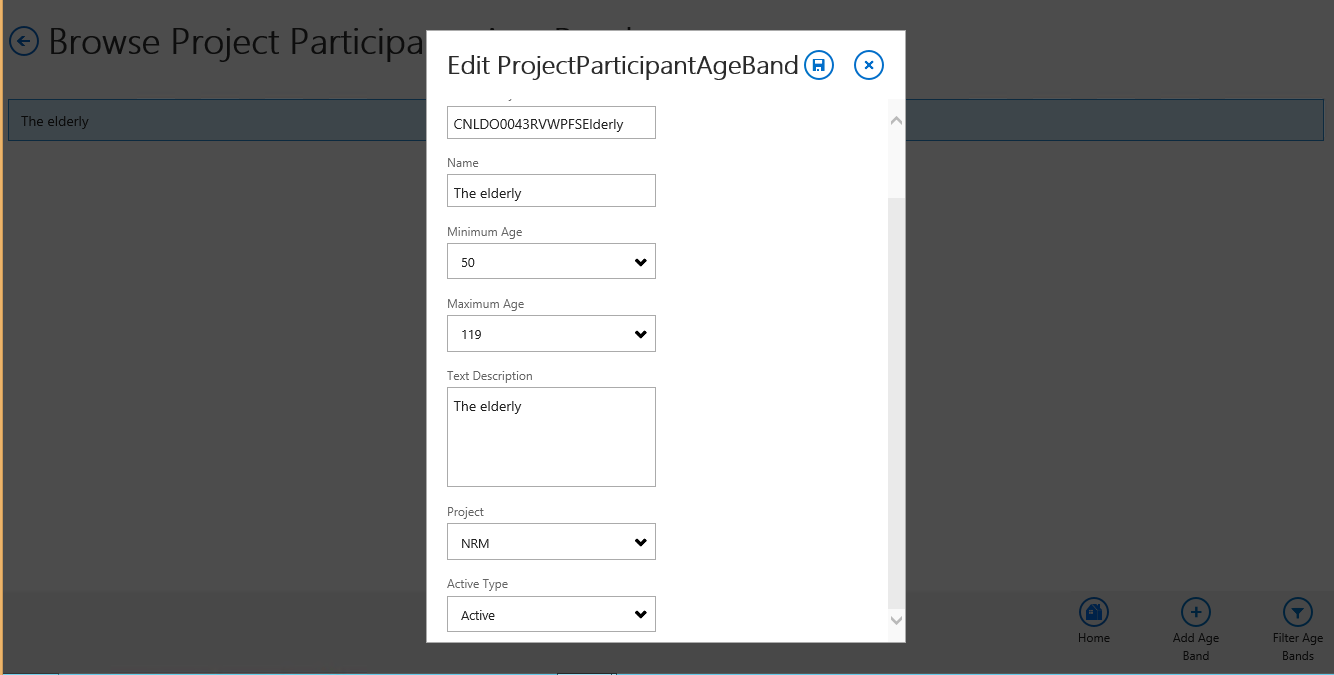 Browse Project Participa
Edit ProjectParticipantAgeBand
The elderly
CNLDO0043RVWPFSElderly
Name
The elderly
Minimum Age
50
Maximum Age
119
Text Description
The elderly
Project
NRM
Active Type
Active
Home
Add Age
Band
Filter Age
Bands